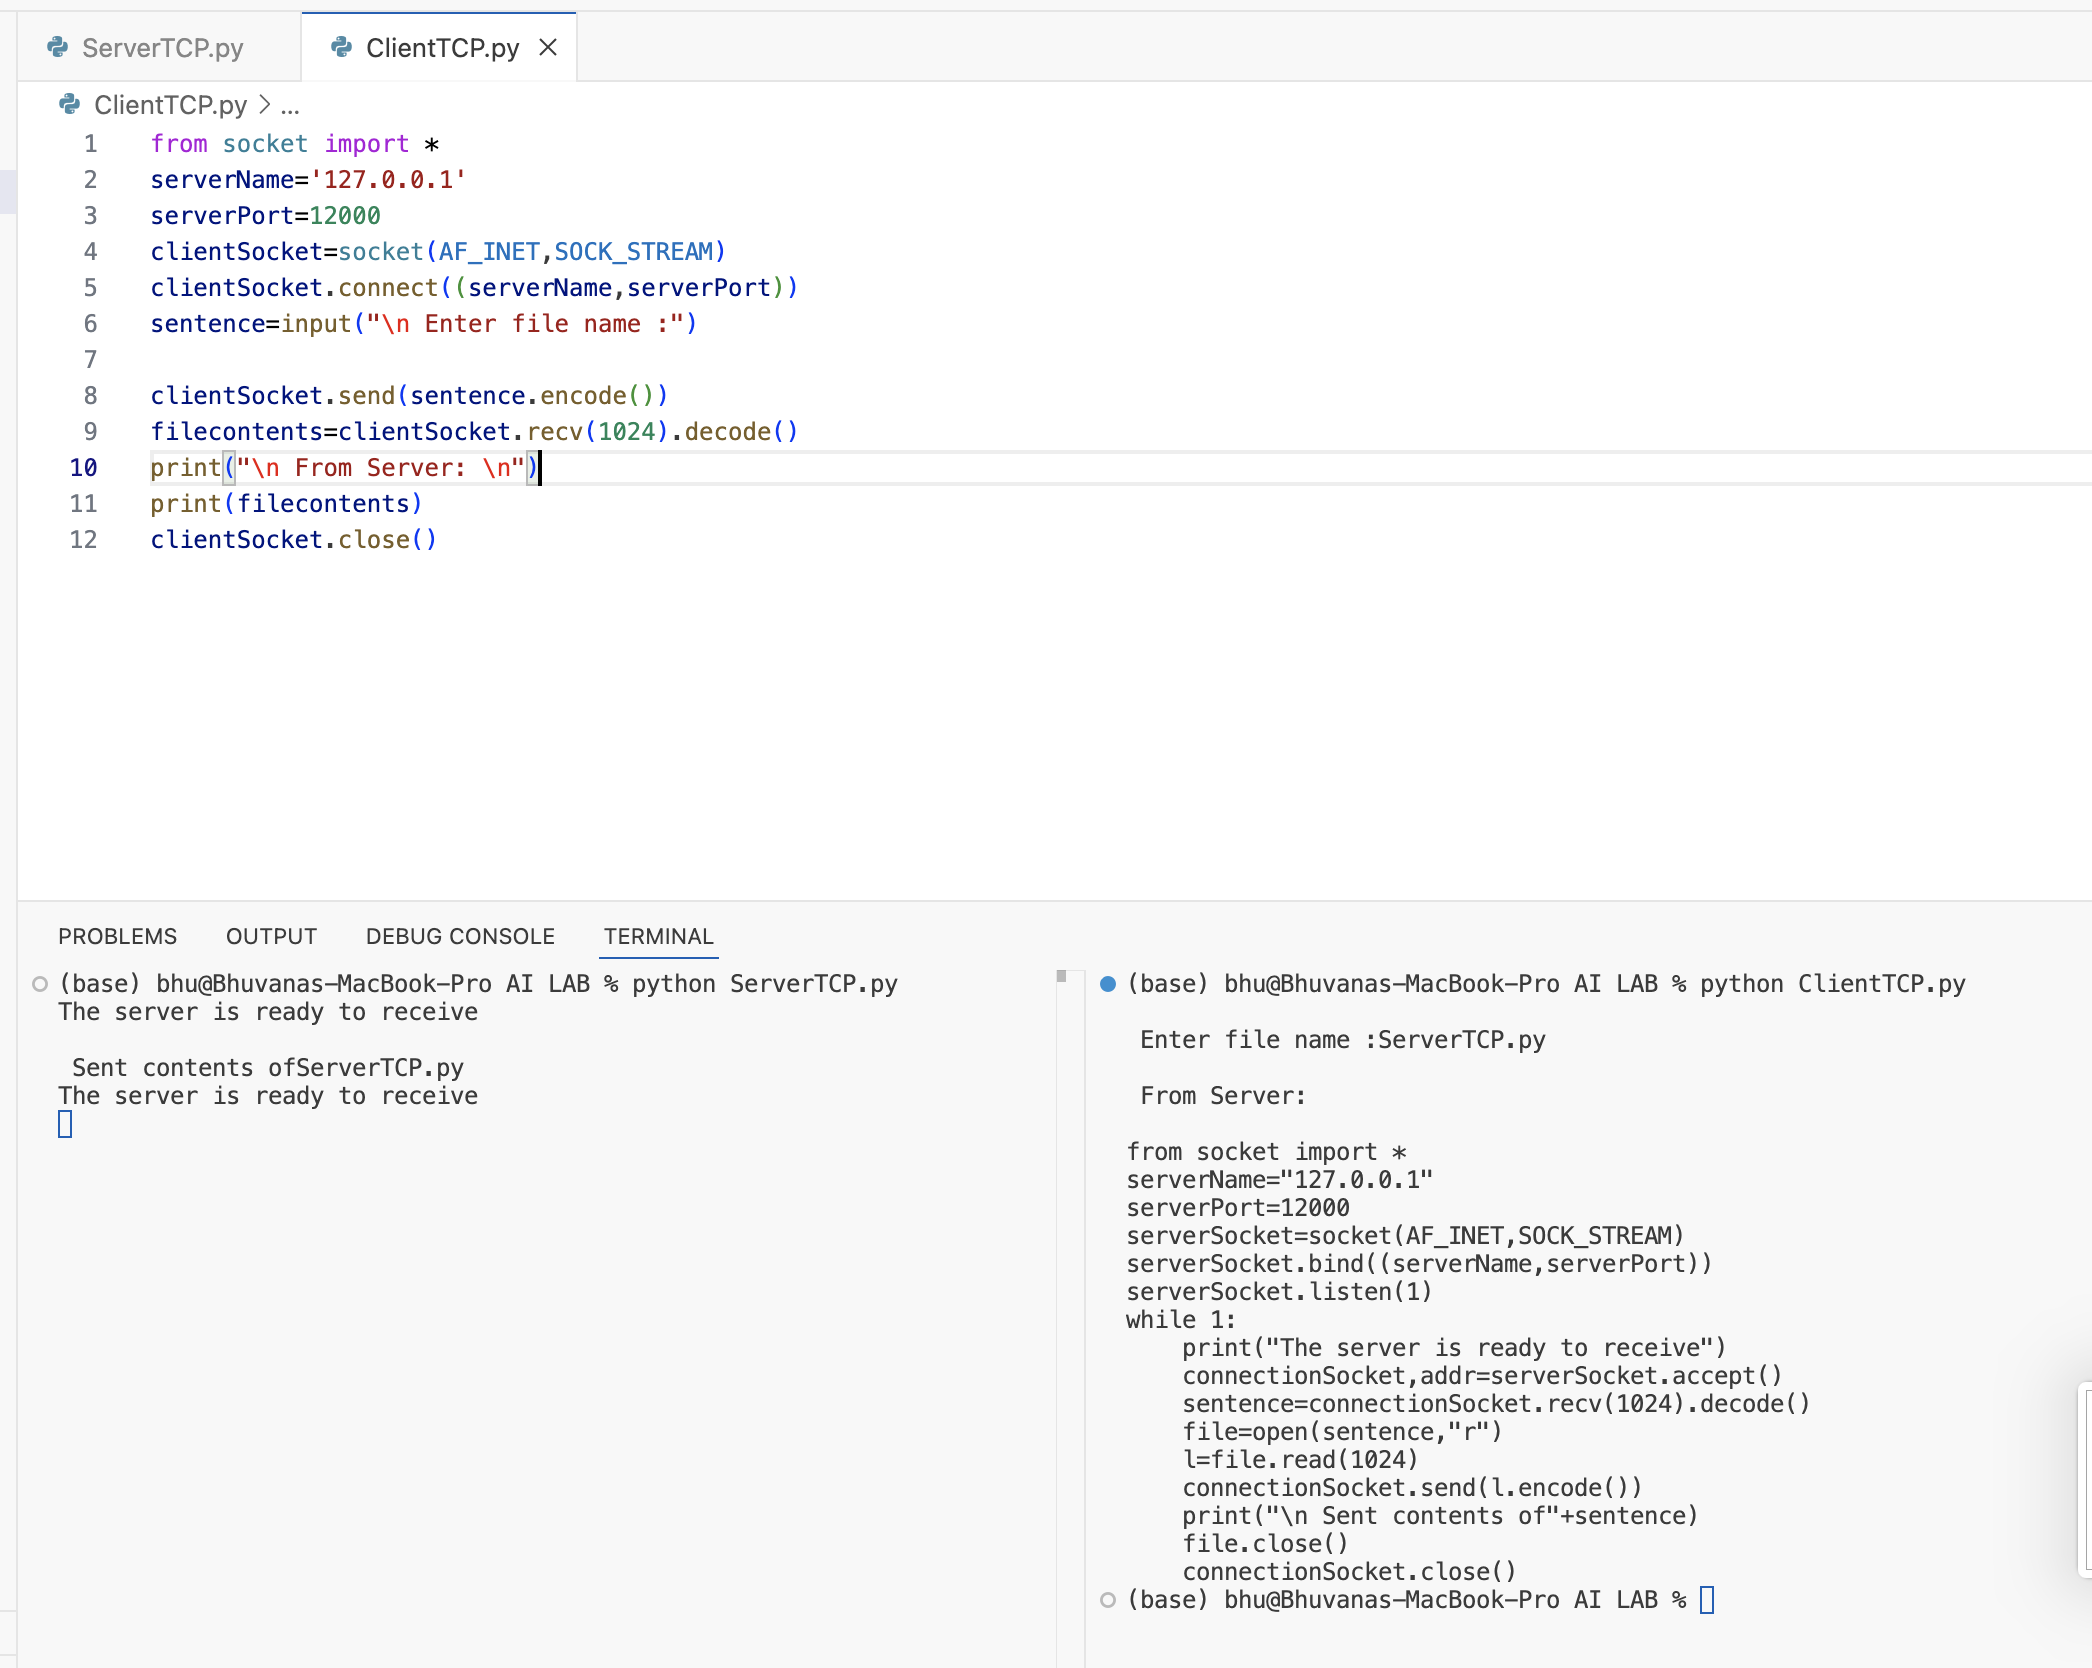 ServerTCP.py
ClientTCP.py
ClientTCP.py > ...
1 from socket import *
2 serverName='127.0.0.1'
3 serverPort=12000
4 clientSocket=socket(AF_INET,SOCK_STREAM)
5 clientSocket.connect((serverName,serverPort))
6 sentence=input("\n Enter file name :")
7
8 clientSocket.send(sentence.encode())
9 filecontents=clientSocket.recv(1024).decode()
10 print("\n From Server: \n")
11 print(filecontents)
12 clientSocket.close()
PROBLEMS OUTPUT DEBUG CONSOLE TERMINAL
(base) bhu@Bhuvanas-MacBook-Pro AI LAB % python ServerTCP.py
The server is ready to receive
Sent contents ofServerTCP.py
The server is ready to receive
(base) bhu@Bhuvanas-MacBook-Pro AI LAB % python ClientTCP.py
Enter file name :ServerTCP.py
From Server:
from socket import *
serverName="127.0.0.1"
serverPort=12000
serverSocket=socket(AF_INET,SOCK_STREAM)
serverSocket.bind((serverName,serverPort))
serverSocket.listen(1)
while 1:
    print("The server is ready to receive")
    connectionSocket,addr=serverSocket.accept()
    sentence=connectionSocket.recv(1024).decode()
    file=open(sentence,"r")
    l=file.read(1024)
    connectionSocket.send(l.encode())
    print("\n Sent contents of"+sentence)
    file.close()
    connectionSocket.close()
(base) bhu@Bhuvanas-MacBook-Pro AI LAB %